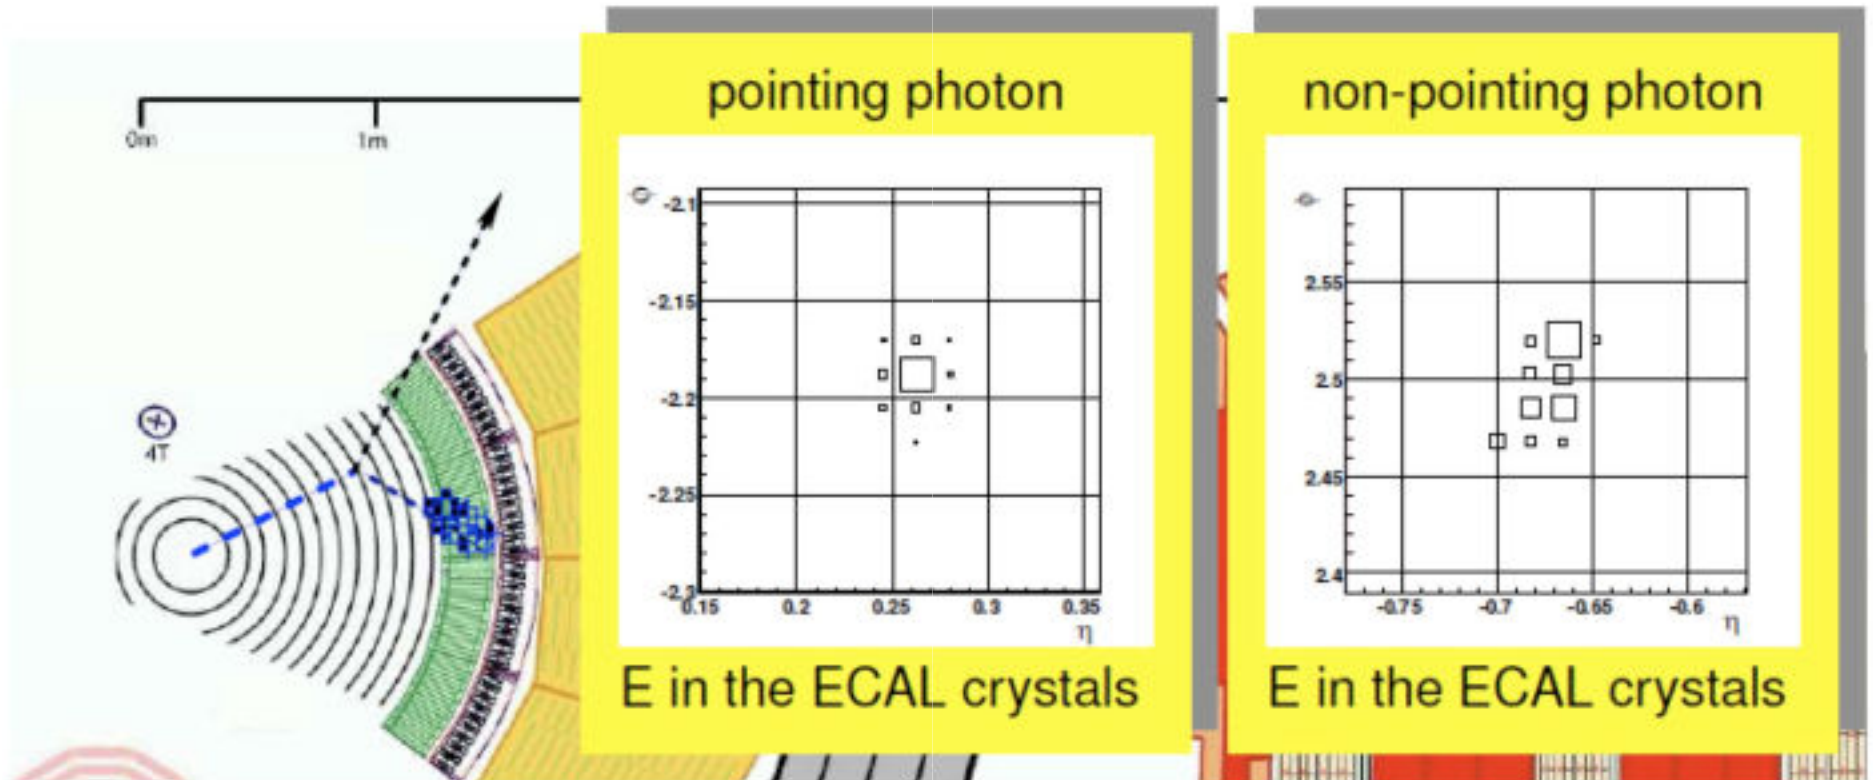 0m
1m
4T
pointing photon
ϕ
-2.1
-2.15
-2.2
-2.25
-2.3
0.15 0.2 0.25 0.3 0.35
η
E in the ECAL crystals
non-pointing photon
ϕ
2.55
2.5
2.45
2.4
-0.75 -0.7 -0.65 -0.6
η
E in the ECAL crystals